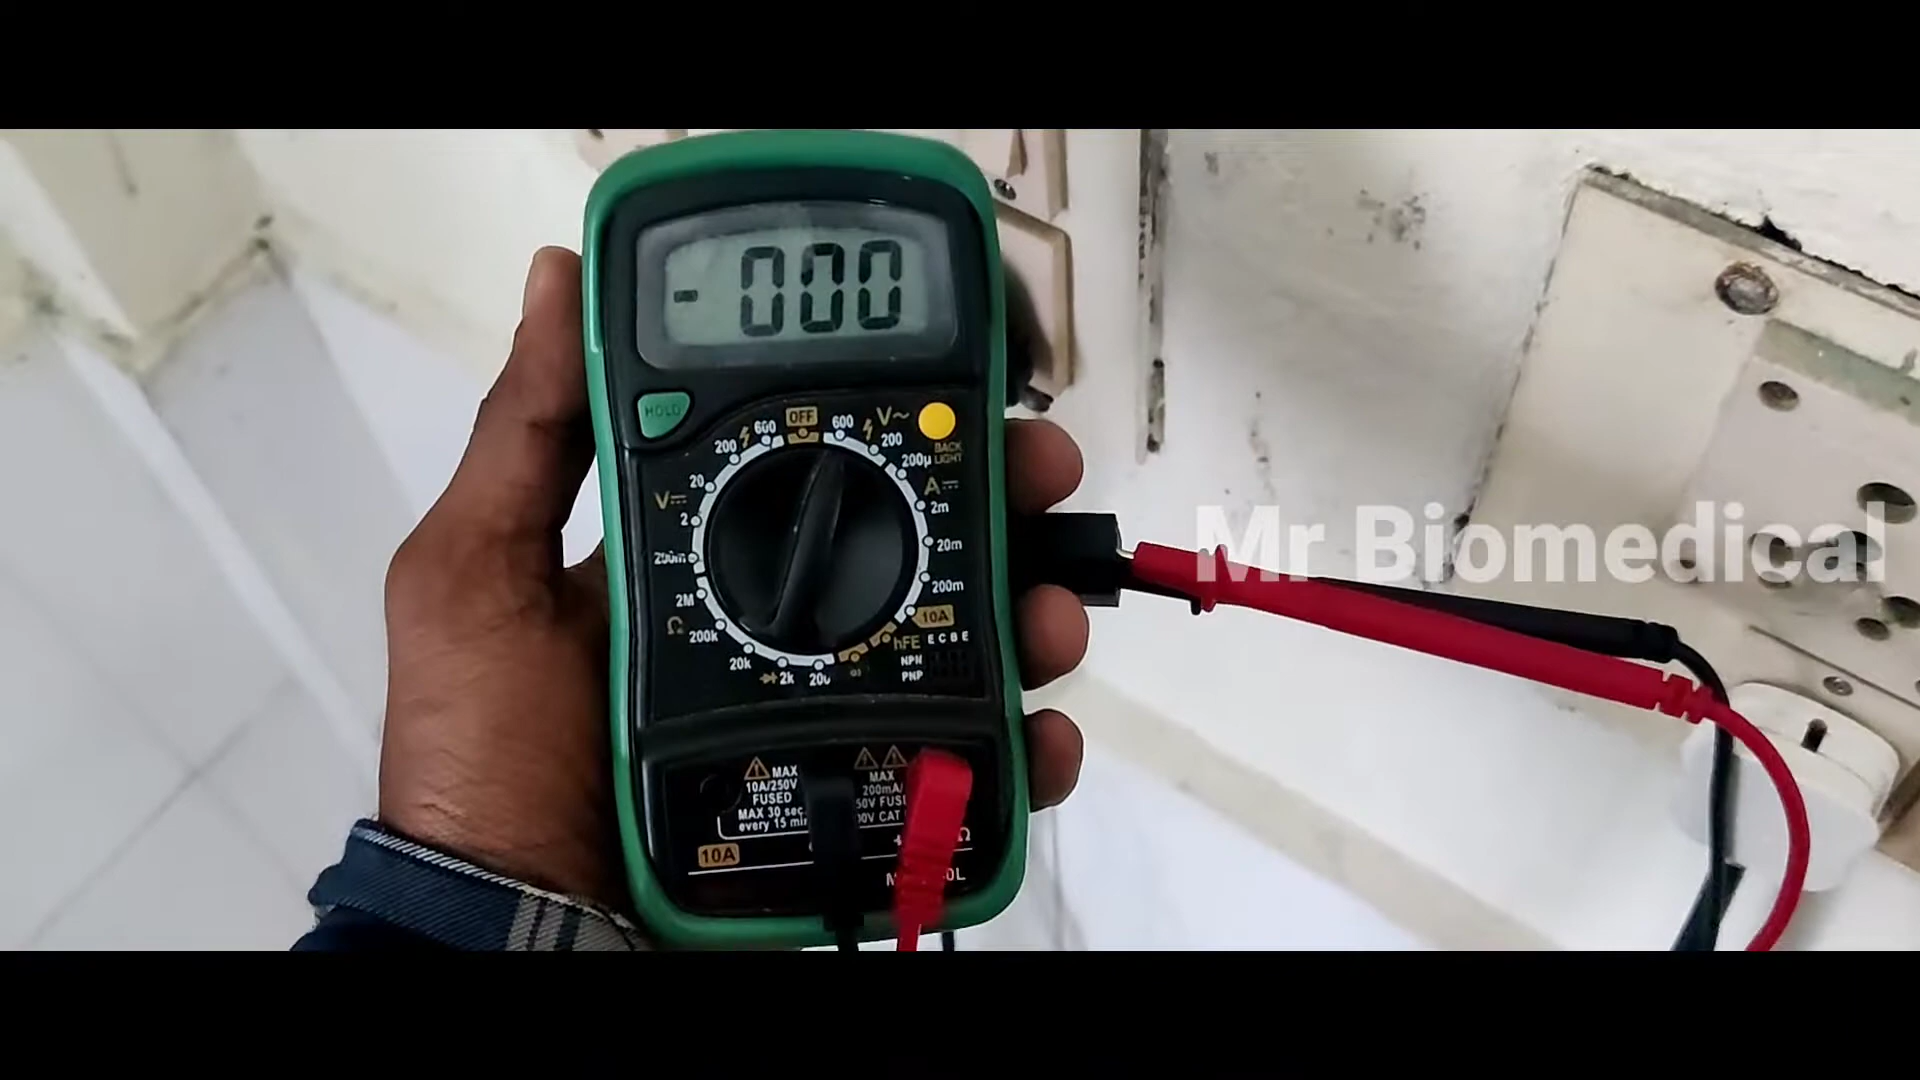 - 000
HOLD
OFF
600
V~
200
BACK
LIGHT
200µ
A
2m
20m
200m
10A
hFE
E C B E
NPN
PNP
600
200
20
V
2
2M
Ω
200k
20k
2k
MAX
10A/250V
FUSED
MAX 30 sec
every 15 min
MAX
200mA/
10A
Ω
Mr Biomedical